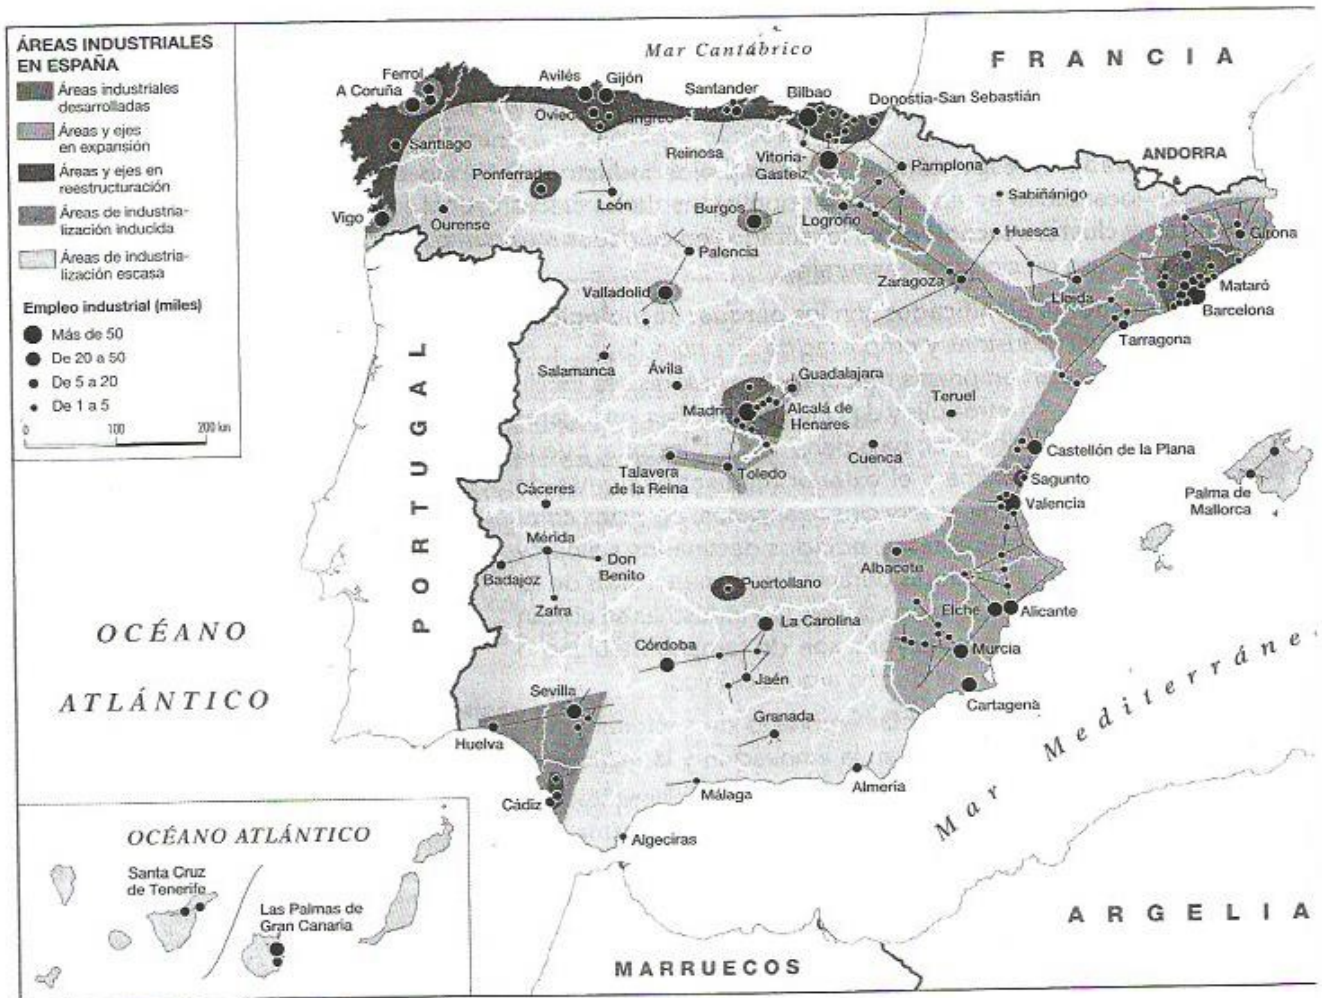 ÁREAS INDUSTRIALES
EN ESPAÑA
Áreas industriales
desarrolladas
Áreas y ejes
en expansión
Áreas y ejes en
reestructuración
Áreas de industria-
lización inducida
Áreas de industria-
lización escasa
Empleo industrial (miles)
Más de 50
De 20 a 50
De 5 a 20
De 1 a 5
0 100 200 km
Mar Cantábrico
FRANCIA
ANDORRA
PORTUGAL
OCÉANO
ATLÁNTICO
Ferrol
A Coruña
Santiago
Vigo
Ourense
Avilés
Gijón
Santander
Reinosa
Bilbao
Donostia-San Sebastián
Vitoria-
Gasteiz
Pamplona
Ponferrada
León
Burgos
Logroño
Sabiñánigo
Huesca
Girona
Palencia
Valladolid
Zaragoza
Lleida
Mataró
Barcelona
Tarragona
Salamanca
Ávila
Guadalajara
Madrid
Alcalá de
Henares
Teruel
Cuenca
Talavera
de la Reina
Toledo
Castellón de la Plana
Sagunto
Valencia
Palma de
Mallorca
Cáceres
Mérida
Badajoz
Don
Benito
Zafra
Puertollano
Albacete
Elche
Alicante
Murcia
Cartagena
La Carolina
Córdoba
Jaén
Sevilla
Granada
Huelva
Cádiz
Málaga
Almería
Algeciras
Mar Mediterráne
OCÉANO ATLÁNTICO
Santa Cruz
de Tenerife
Las Palmas de
Gran Canaria
MARRUECOS
ARGELIA